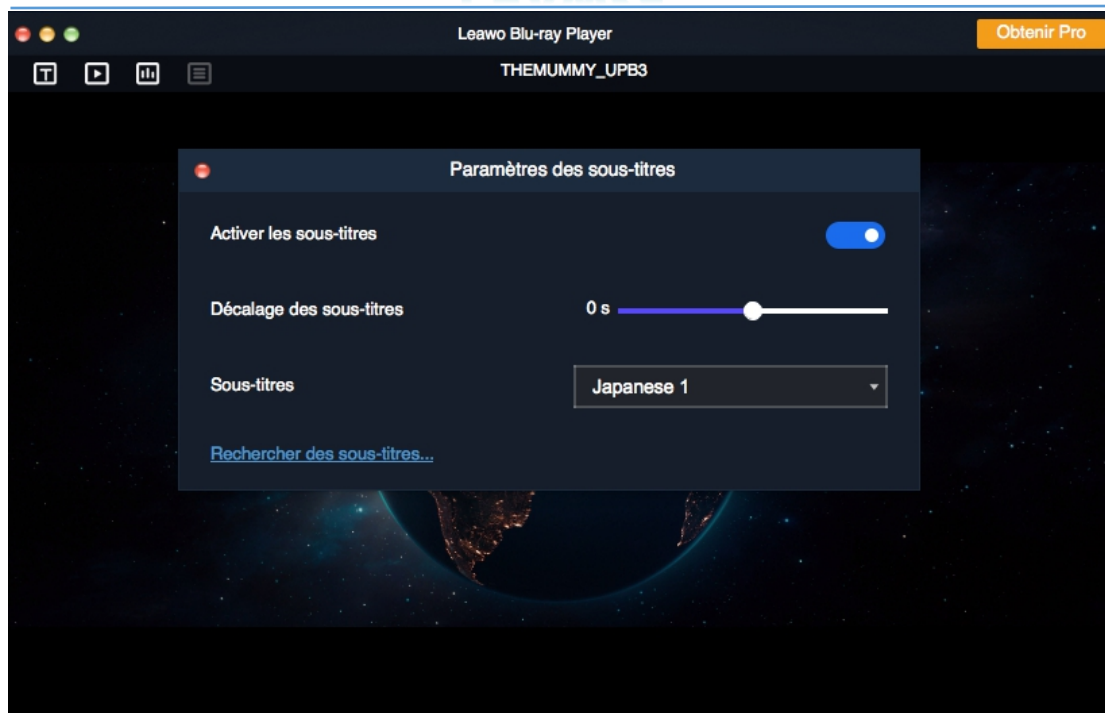 Leawo Blu-ray Player
Obtenir Pro
T
THEMUMMY_UPB3
Paramètres des sous-titres
Activer les sous-titres
Décalage des sous-titres
0 s
Sous-titres
Japanese 1
Rechercher des sous-titres...